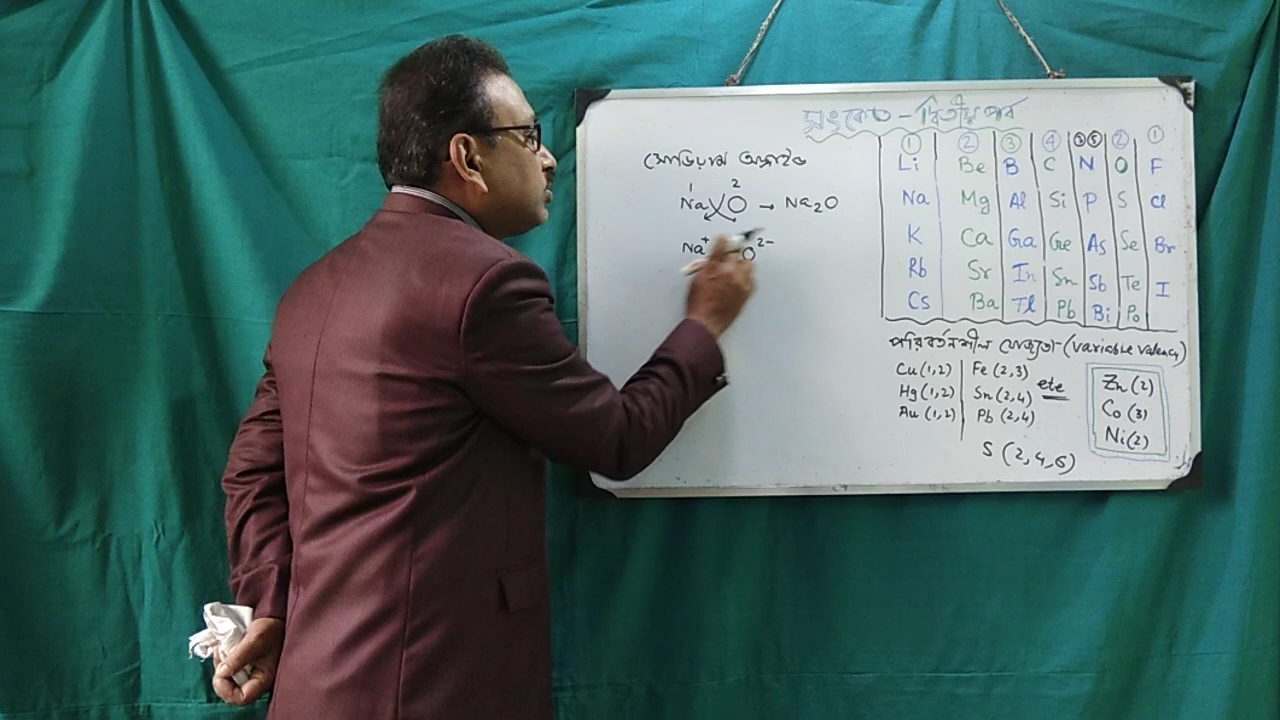 সংকেত - দ্বিতীয় পর্ব
সোডিয়াম অক্সাইড
1 2
Na O → Na₂O
Na⁺ O²⁻
① ② ③ ④ ③⑤ ② ①
Li Be B C N O F
Na Mg Al Si P S Cl
K Ca Ga Ge As Se Br
Rb Sr In Sn Sb Te I
Cs Ba Tl Pb Bi Po
পরিবর্তনশীল যোজ্যতা - (variable valency)
Cu (1,2) Fe (2,3)
Hg (1,2) Sn (2,4) etc
Au (1,2) Pb (2,4)
S (2,4,6)
Zn (2)
Co (3)
Ni (2)